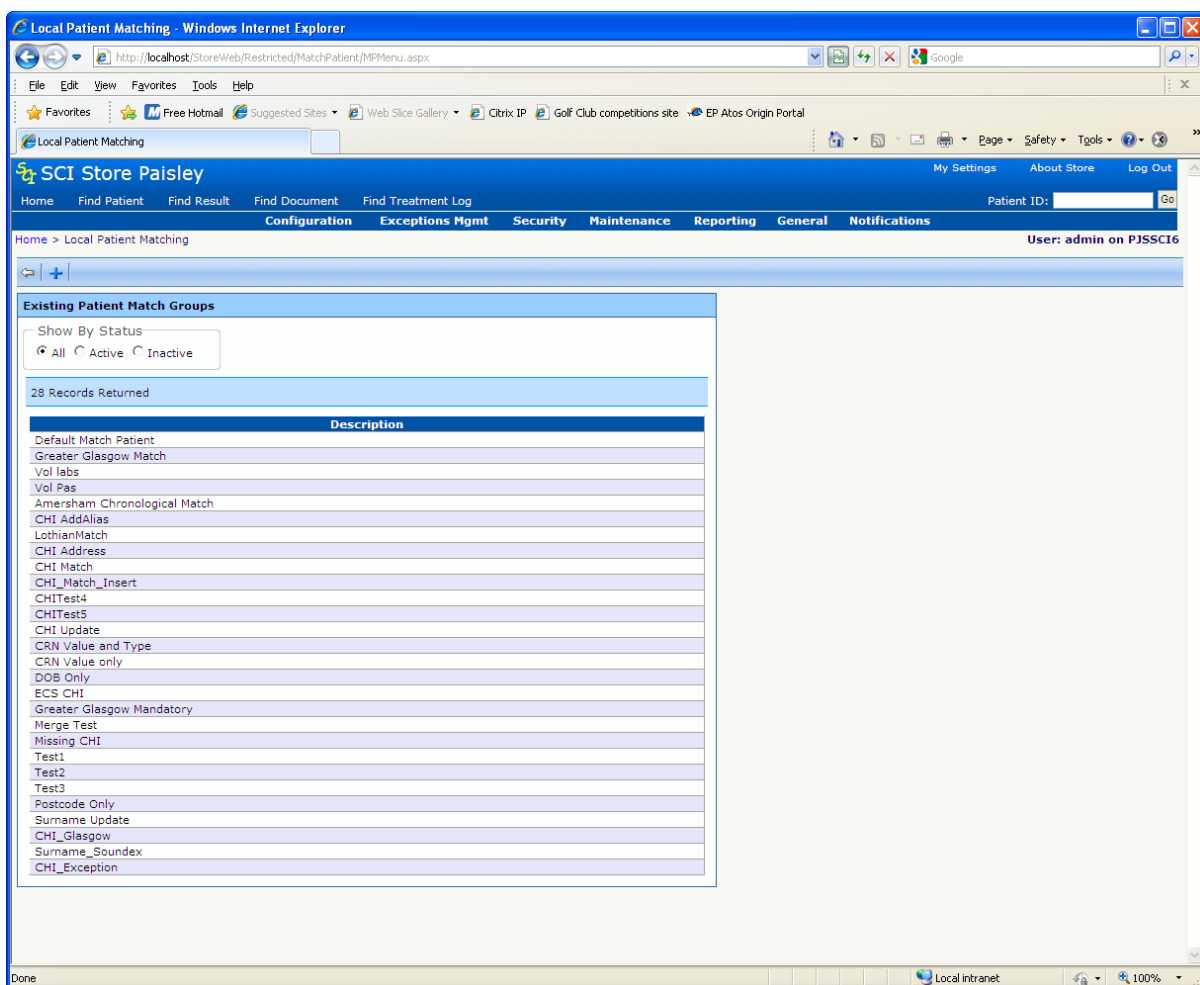 Local Patient Matching - Windows Internet Explorer
http://localhost/StoreWeb/Restricted/MatchPatient/MPMenu.aspx
Google
File Edit View Favorites Tools Help
Favorites Free Hotmail Suggested Sites Web Slice Gallery Citrix IP Golf Club competitions site EP Atos Origin Portal
Local Patient Matching Page Safety Tools
SCI Store Paisley My Settings About Store Log Out
Home Find Patient Find Result Find Document Find Treatment Log Patient ID: Go
Configuration Exceptions Mgmt Security Maintenance Reporting General Notifications
Home > Local Patient Matching User: admin on PJSSCI6
Existing Patient Match Groups
Show By Status
All Active Inactive
28 Records Returned
Description
Default Match Patient
Greater Glasgow Match
Vol labs
Vol Pas
Amersham Chronological Match
CHI AddAlias
LothianMatch
CHI Address
CHI Match
CHI_Match_Insert
CHITest4
CHITest5
CHI Update
CRN Value and Type
CRN Value only
DOB Only
ECS CHI
Greater Glasgow Mandatory
Merge Test
Missing CHI
Test1
Test2
Test3
Postcode Only
Surname Update
CHI_Glasgow
Surname_Soundex
CHI_Exception
Done Local intranet 100%